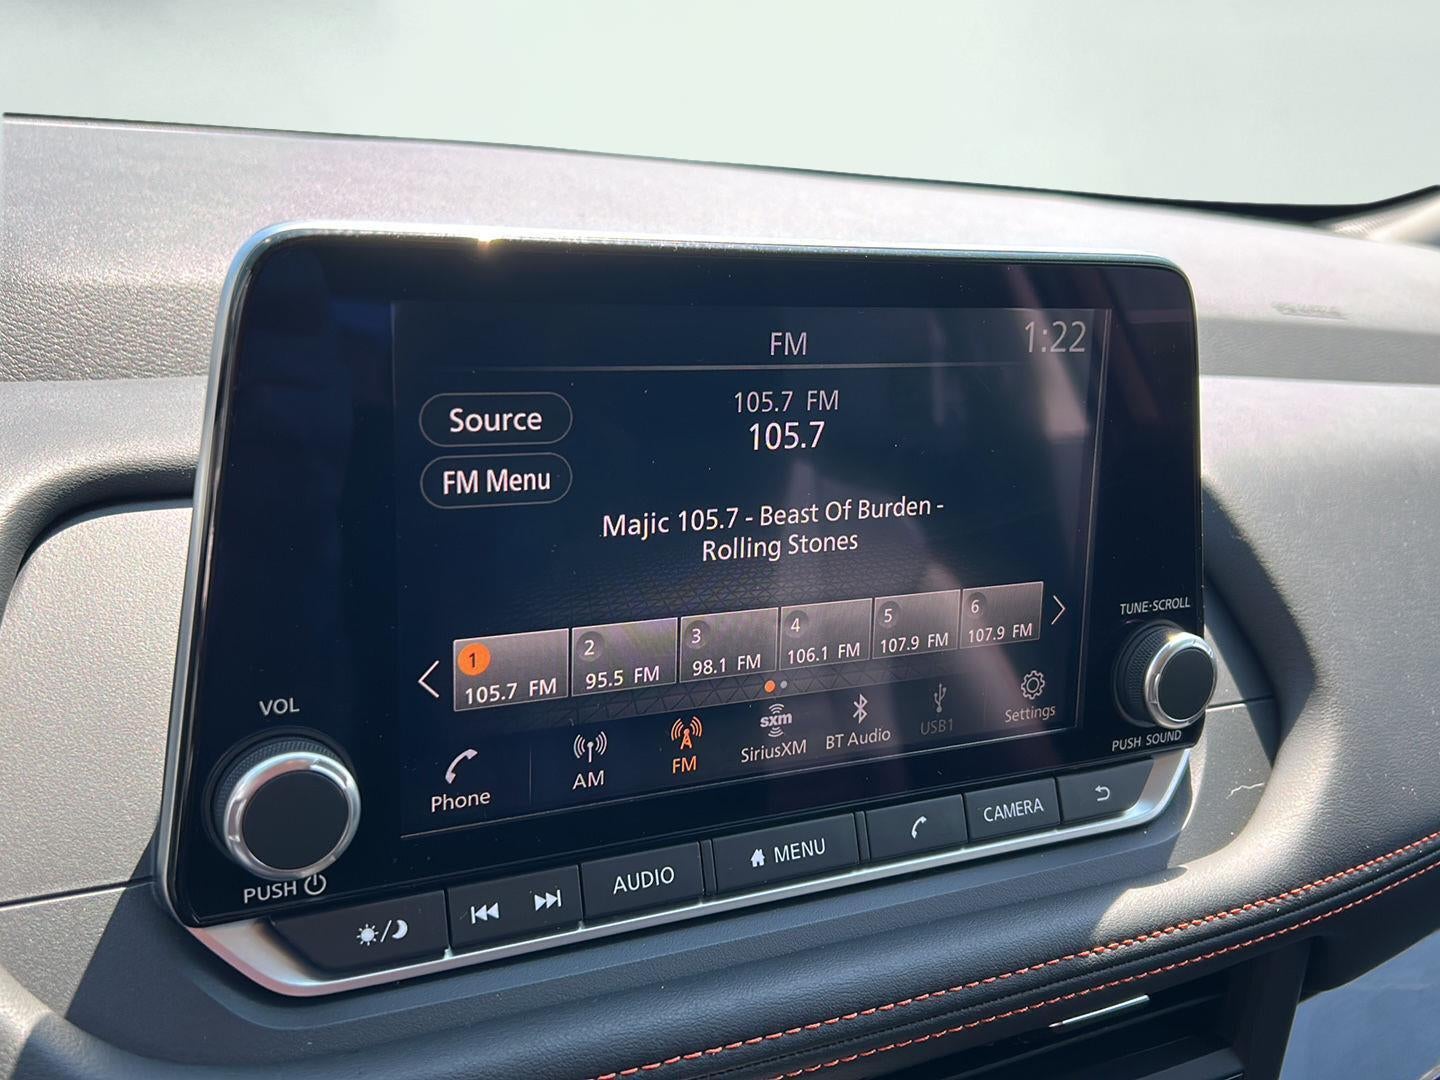 FM
1:22
Source
105.7 FM
105.7
FM Menu
Majic 105.7 - Beast Of Burden -
Rolling Stones
1
105.7 FM
2
95.5 FM
3
98.1 FM
4
106.1 FM
5
107.9 FM
6
107.9 FM
Phone
AM
FM
sxm
SiriusXM
BT Audio
USB1
Settings
VOL
PUSH
TUNE·SCROLL
PUSH SOUND
AUDIO
MENU
CAMERA